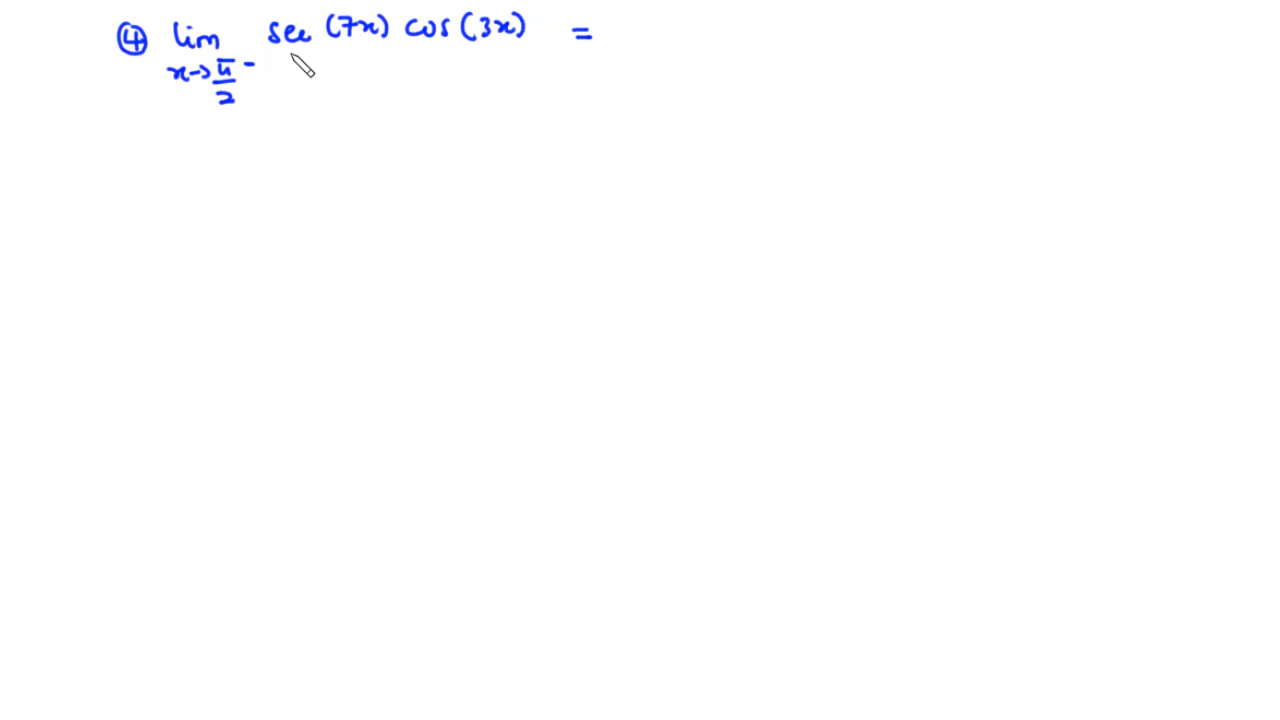 ④ lim sec (7x) cos (3x) =
x→π/2⁻